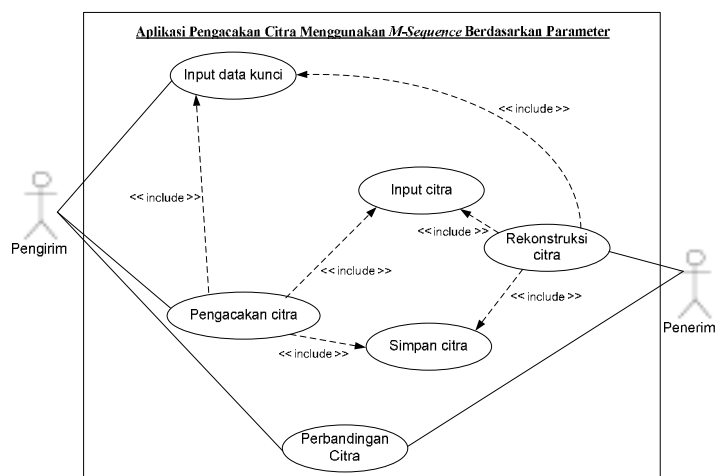 Aplikasi Pengacakan Citra Menggunakan M-Sequence Berdasarkan Parameter
Input data kunci
<< include >>
<< include >>
Input citra
<< include >>
Rekonstruksi
citra
Pengirim
<< include >>
<< include >>
Pengacakan citra
Penerim
Simpan citra
<< include >>
Perbandingan
Citra